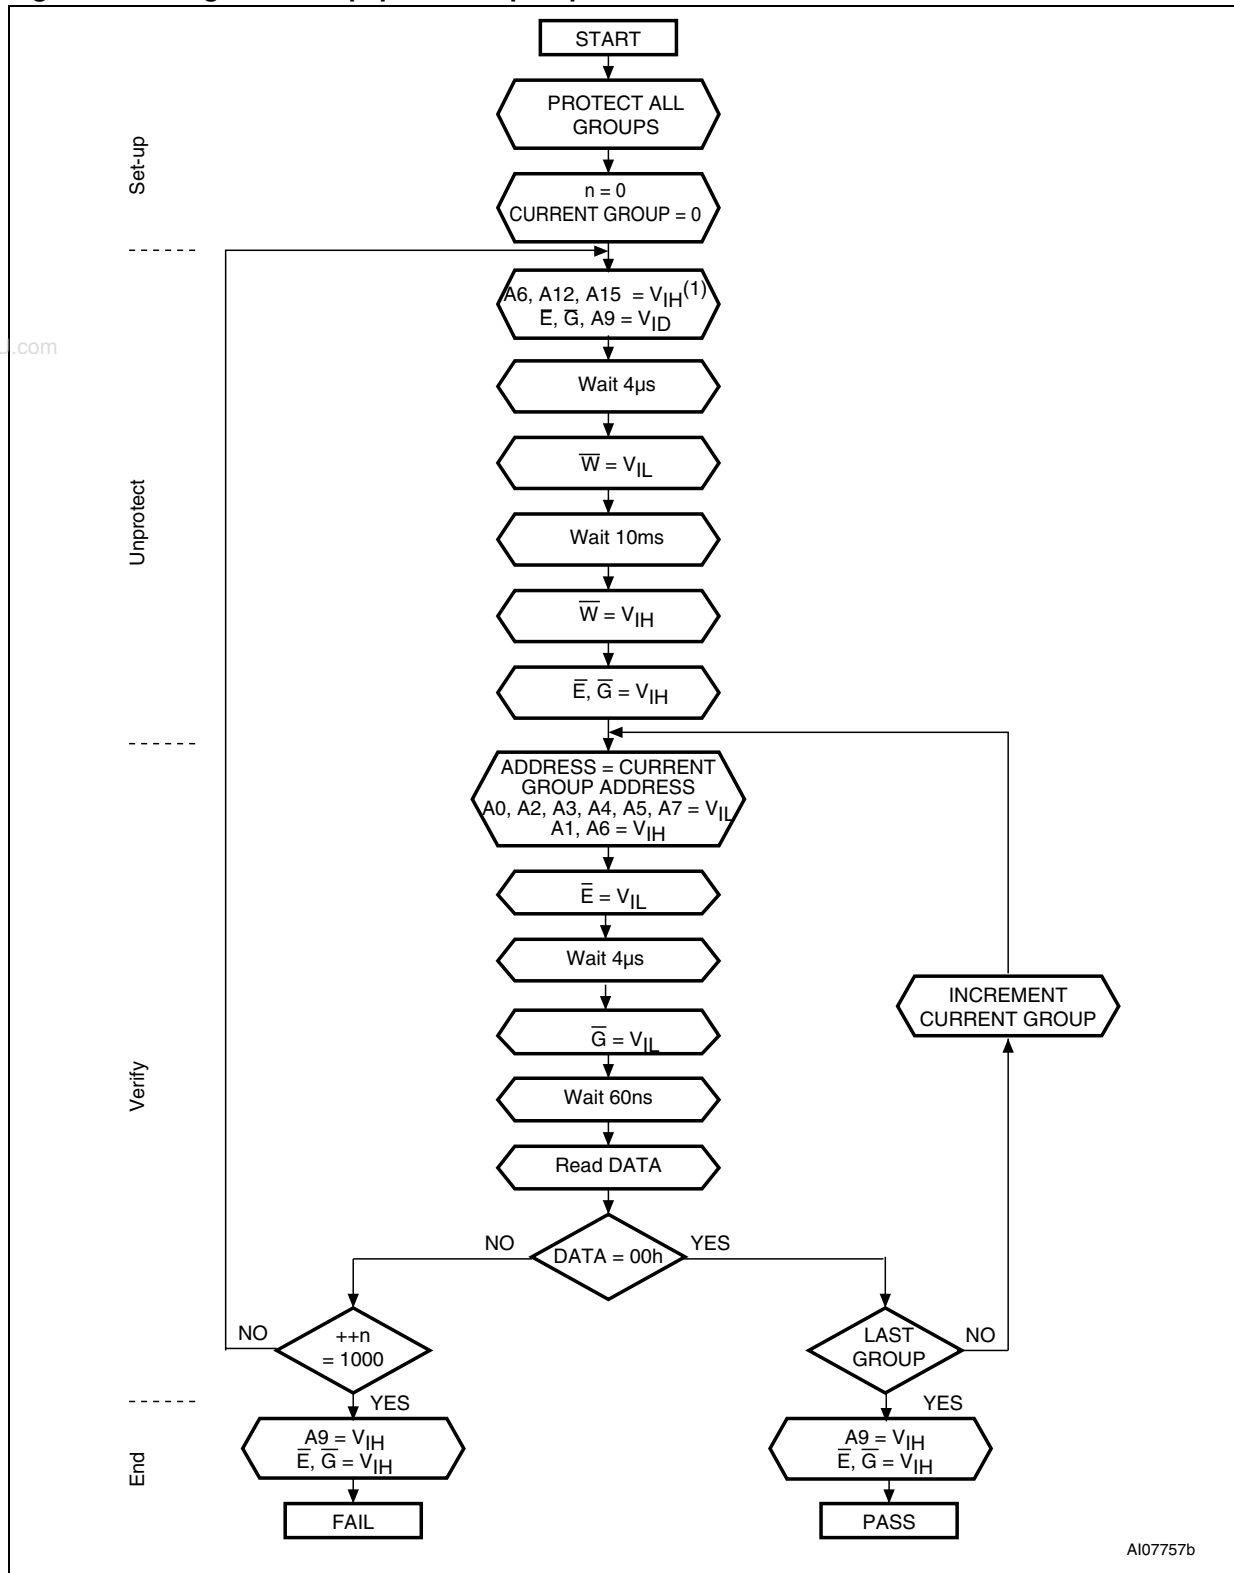 START
PROTECT ALL
GROUPS
Set-up
n = 0
CURRENT GROUP = 0
A6, A12, A15 = VIH(1)
E̅, G̅, A9 = VID
.com
Wait 4µs
W̅ = VIL
Unprotect
Wait 10ms
W̅ = VIH
E̅, G̅ = VIH
ADDRESS = CURRENT
GROUP ADDRESS
A0, A2, A3, A4, A5, A7 = VIL
A1, A6 = VIH
E̅ = VIL
Wait 4µs
INCREMENT
CURRENT GROUP
G̅ = VIL
Verify
Wait 60ns
Read DATA
NO
DATA = 00h
YES
NO
++n
= 1000
LAST
GROUP
NO
YES
YES
End
A9 = VIH
E̅, G̅ = VIH
A9 = VIH
E̅, G̅ = VIH
FAIL
PASS
AI07757b